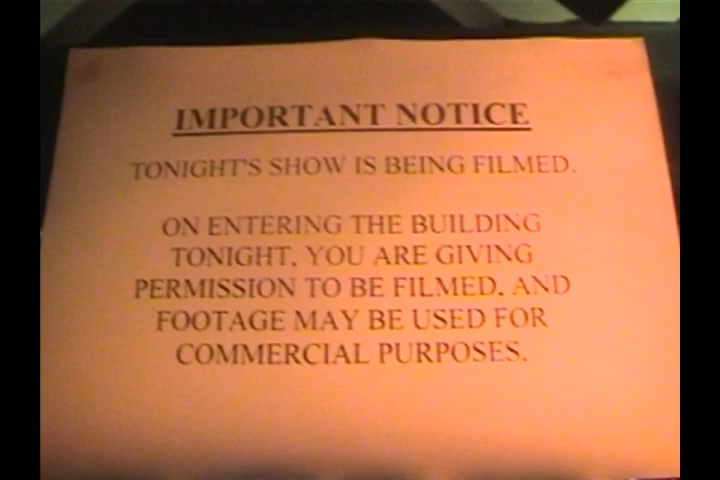 IMPORTANT NOTICE
TONIGHT'S SHOW IS BEING FILMED.
ON ENTERING THE BUILDING
TONIGHT, YOU ARE GIVING
PERMISSION TO BE FILMED, AND
FOOTAGE MAY BE USED FOR
COMMERCIAL PURPOSES.